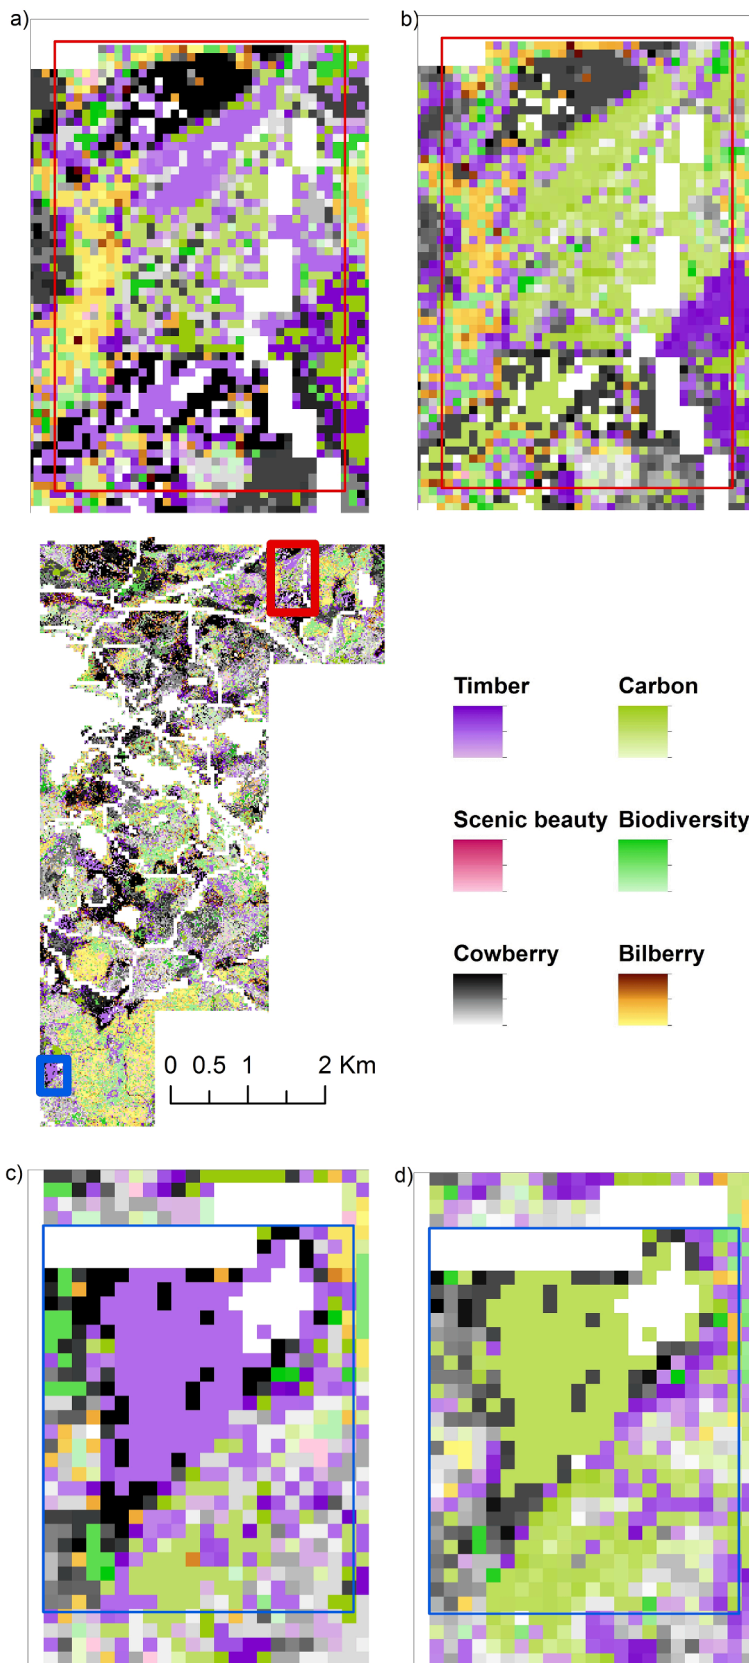 a)
b)
Timber
Carbon
Scenic beauty
Biodiversity
Cowberry
Bilberry
0 0.5 1 2 Km
c)
d)